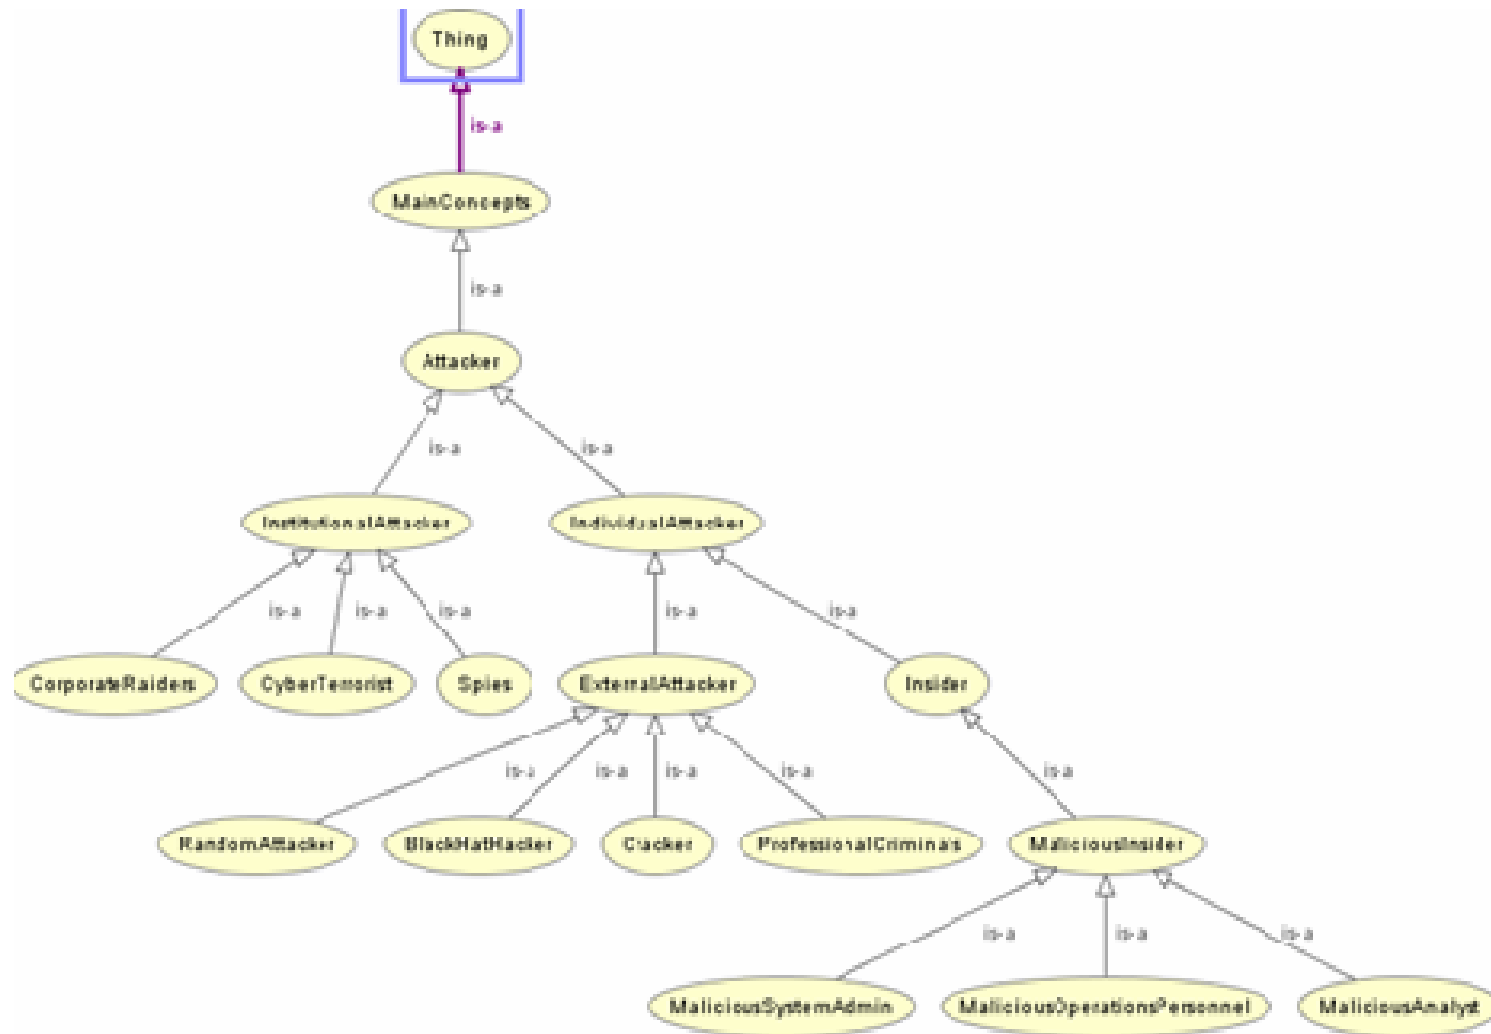 Thing
is-a
MainConcepts
is-a
Attacker
is-a is-a
InstitutionalAttacker IndividualAttacker
is-a is-a is-a is-a is-a
CorporateRaiders CyberTerrorist Spies ExternalAttacker Insider
is-a is-a is-a is-a is-a
RandomAttacker BlackHatHacker Cracker ProfessionalCriminals MaliciousInsider
is-a is-a is-a
MaliciousSystemAdmin MaliciousOperationsPersonnel MaliciousAnalyst